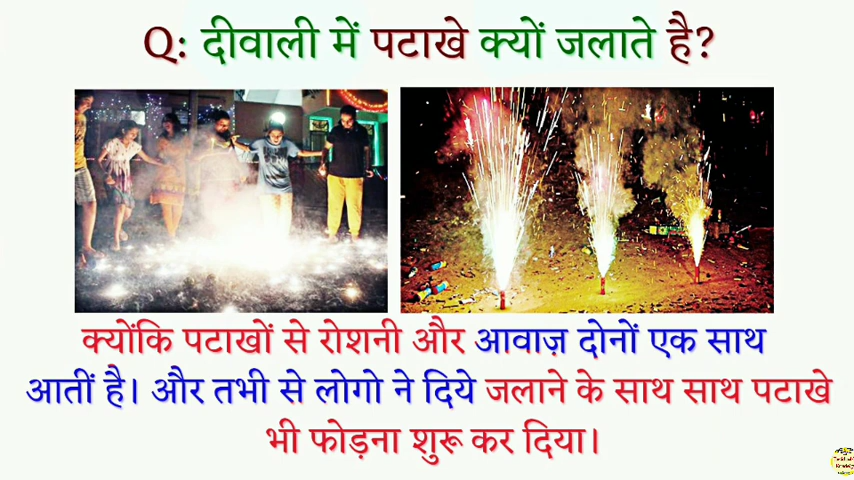 Q: दीवाली में पटाखे क्यों जलाते है?
क्योंकि पटाखों से रोशनी और आवाज़ दोनों एक साथ
आतीं है। और तभी से लोगो ने दिये जलाने के साथ साथ पटाखे
भी फोड़ना शुरू कर दिया।